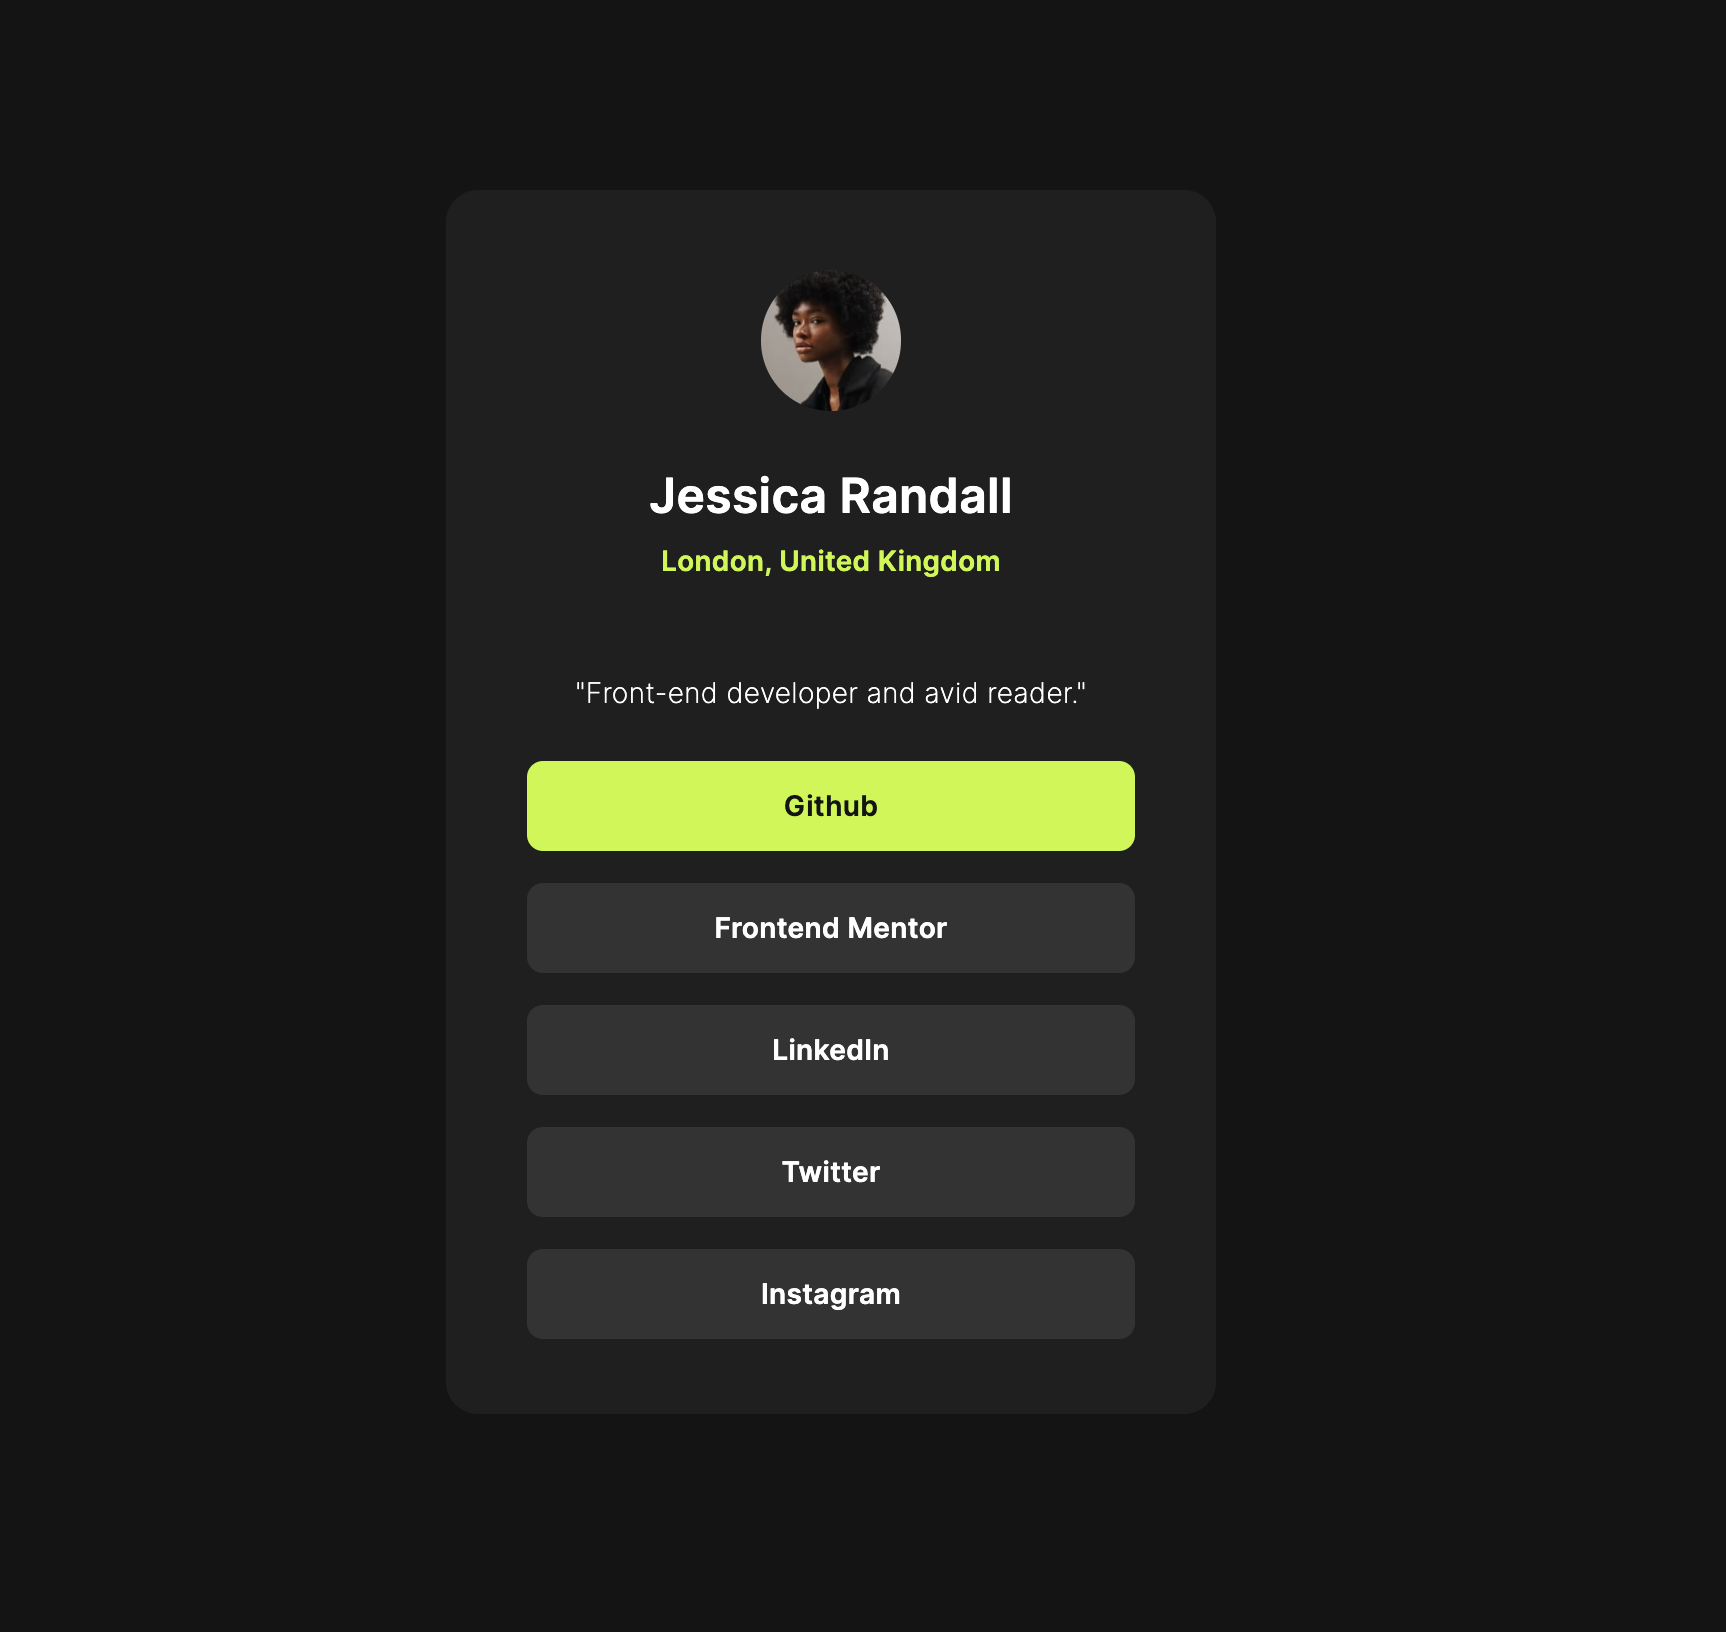 Jessica Randall
London, United Kingdom
"Front-end developer and avid reader."
Github
Frontend Mentor
LinkedIn
Twitter
Instagram